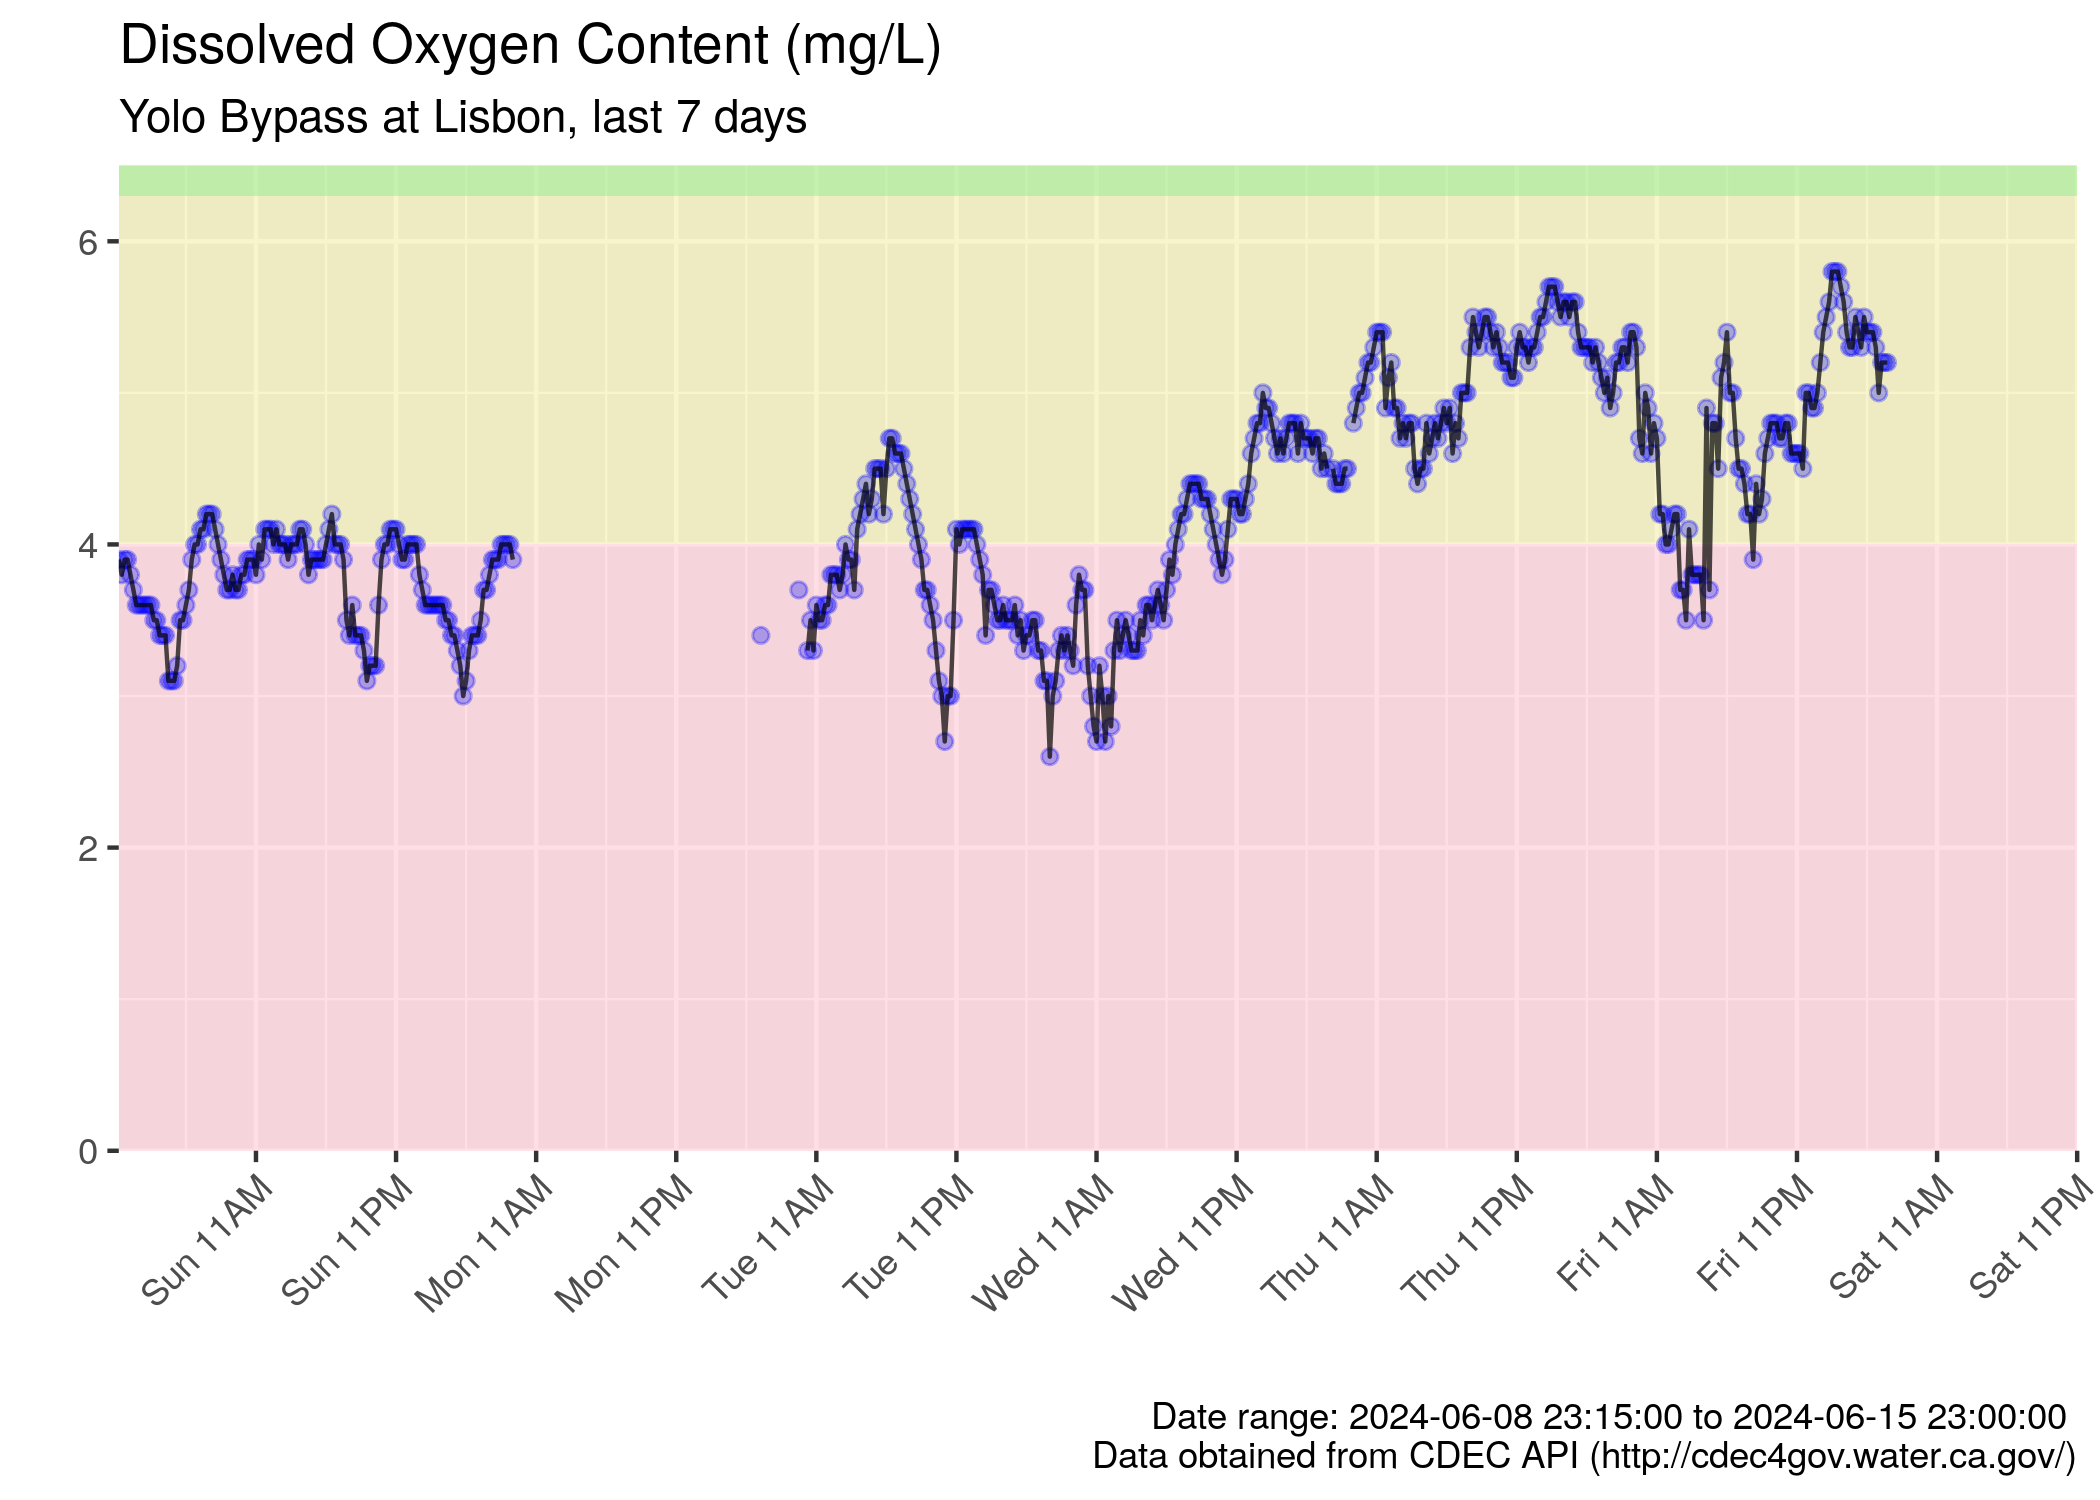 Dissolved Oxygen Content (mg/L)
Yolo Bypass at Lisbon, last 7 days
6
4
2
0
Sun 11AM
Sun 11PM
Mon 11AM
Mon 11PM
Tue 11AM
Tue 11PM
Wed 11AM
Wed 11PM
Thu 11AM
Thu 11PM
Fri 11AM
Fri 11PM
Sat 11AM
Sat 11PM
Date range: 2024-06-08 23:15:00 to 2024-06-15 23:00:00
Data obtained from CDEC API (http://cdec4gov.water.ca.gov/)